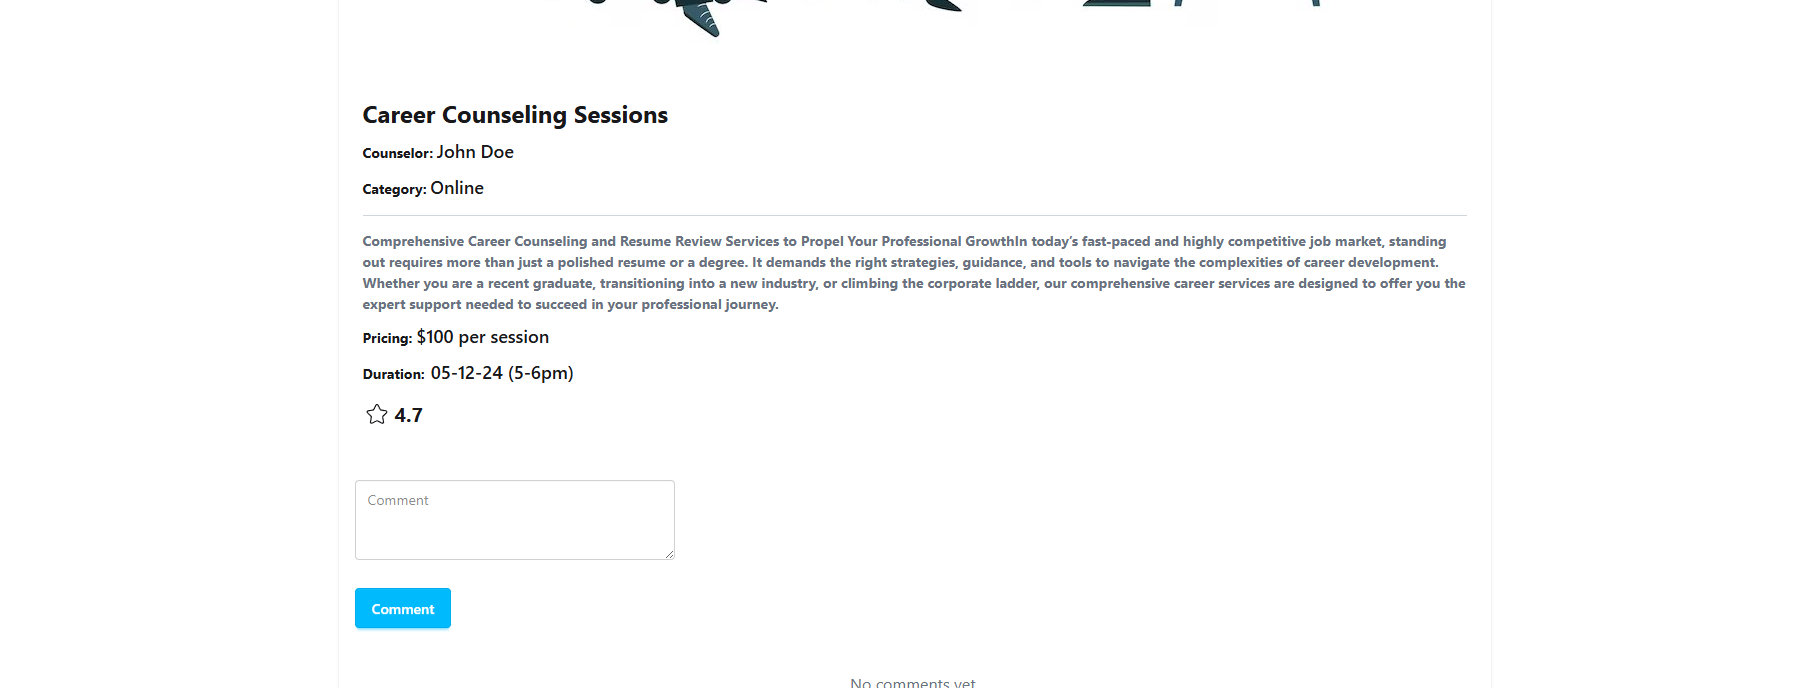 Career Counseling Sessions
Counselor: John Doe
Category: Online
Comprehensive Career Counseling and Resume Review Services to Propel Your Professional GrowthIn today's fast-paced and highly competitive job market, standing
out requires more than just a polished resume or a degree. It demands the right strategies, guidance, and tools to navigate the complexities of career development.
Whether you are a recent graduate, transitioning into a new industry, or climbing the corporate ladder, our comprehensive career services are designed to offer you the
expert support needed to succeed in your professional journey.
Pricing: $100 per session
Duration: 05-12-24 (5-6pm)
4.7
Comment
Comment
No comments yet